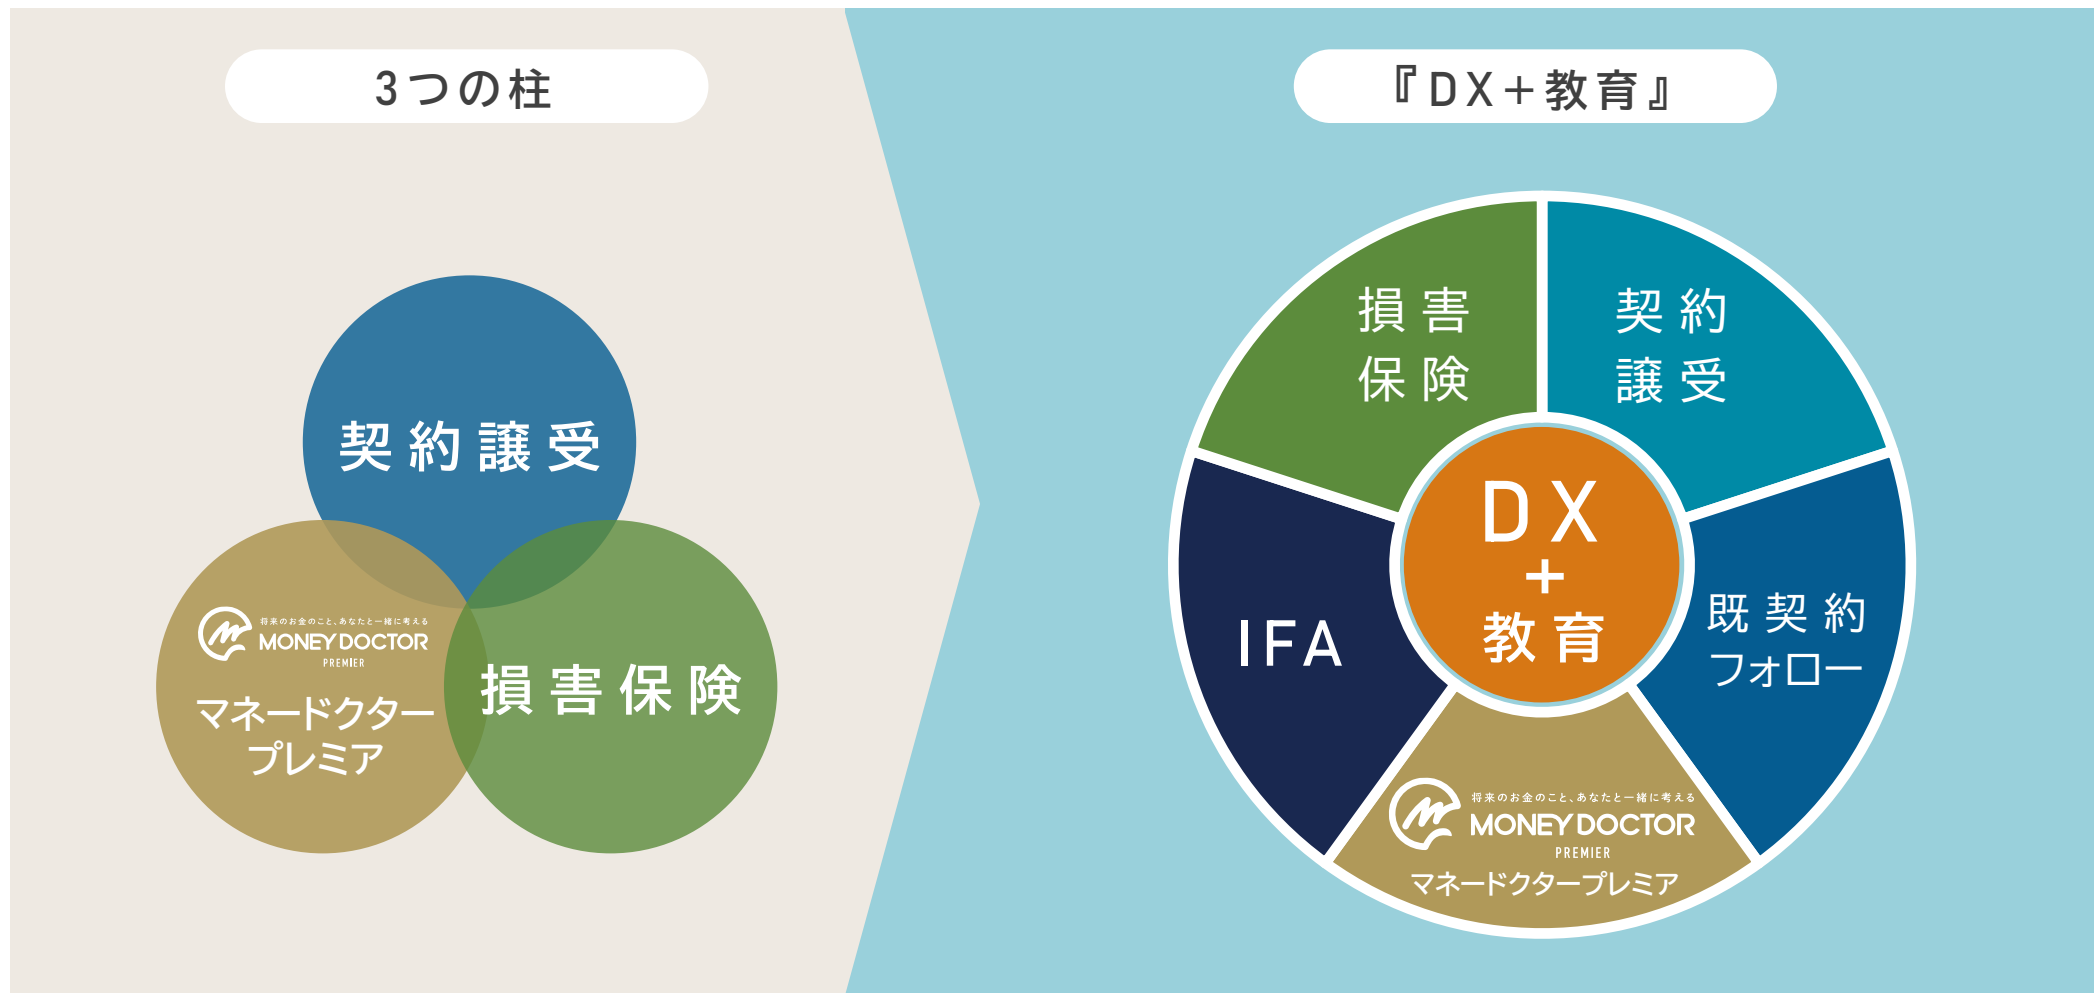 3つの柱
契約譲受
将来のお金のこと、あなたと一緒に考える
MONEY DOCTOR
PREMIER
マネードクター
プレミア
損害保険
『DX+教育』
損害
保険
契約
譲受
DX
+
教育
IFA
既契約
フォロー
将来のお金のこと、あなたと一緒に考える
MONEY DOCTOR
PREMIER
マネードクタープレミア